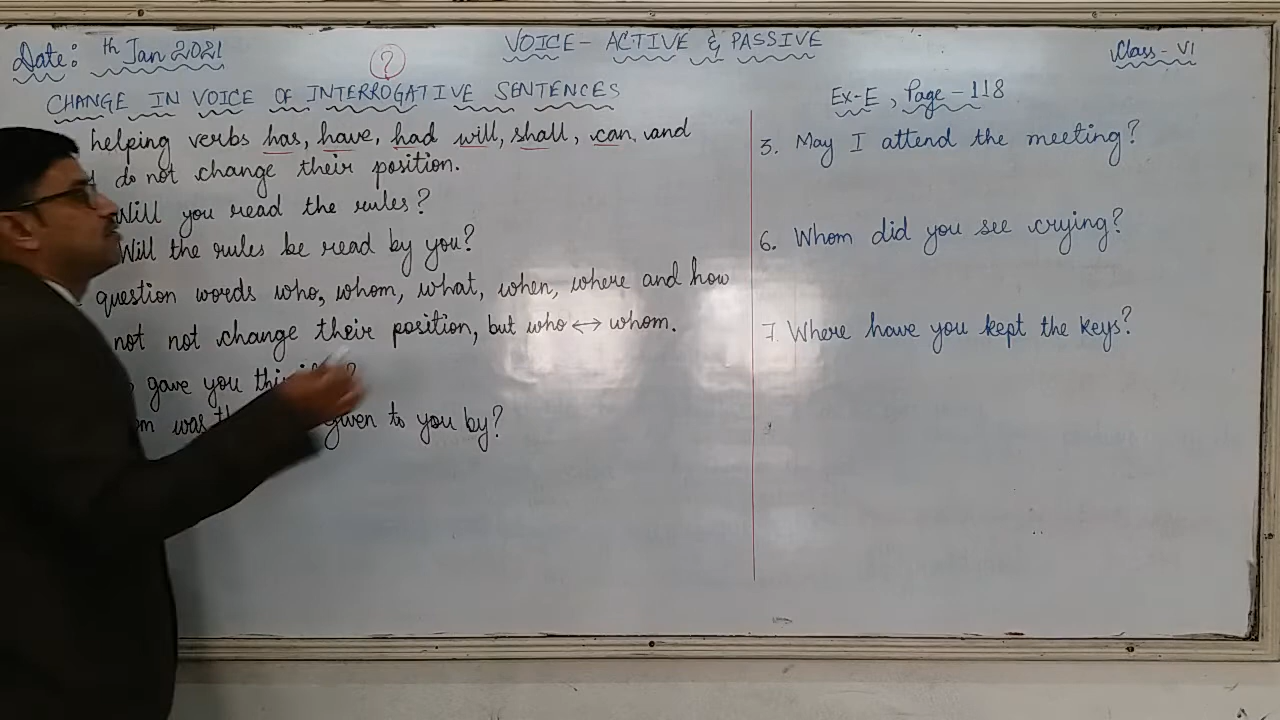 Date: th Jan 2021
VOICE - ACTIVE & PASSIVE
Class - VI
?
CHANGE IN VOICE OF INTERROGATIVE SENTENCES
helping verbs has, have, had will, shall, can, and
do not change their position.
Will you read the rules?
Will the rules be read by you?
question words who, whom, what, when, where and how
not not change their position, but who ↔ whom.
gave you
was given to you by?
Ex-E, Page - 118
3. May I attend the meeting?
6. Whom did you see crying?
7. Where have you kept the keys?